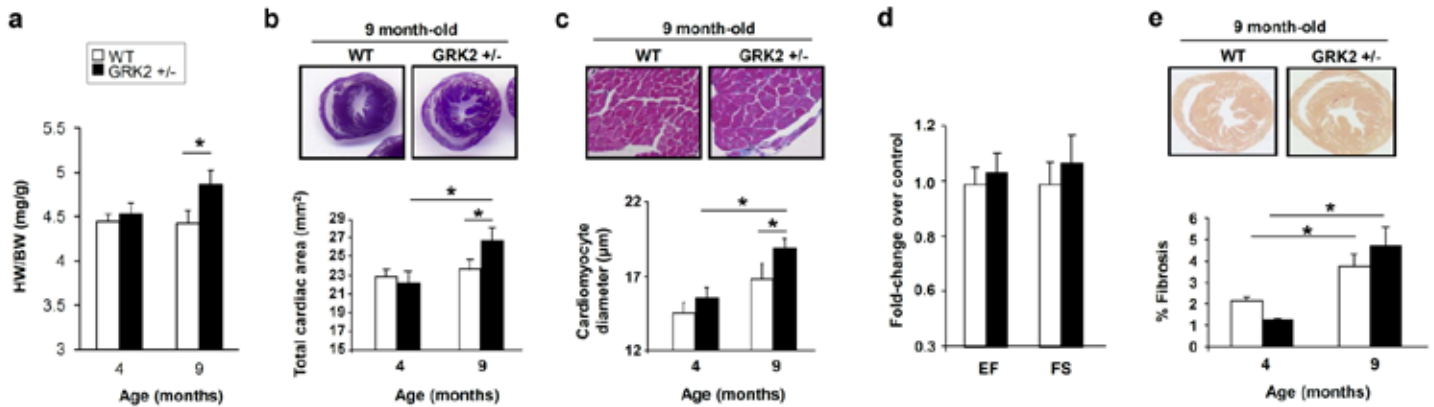 a
WT
GRK2 +/-
5.5
5
4.5
4
3.5
3
HW/BW (mg/g)
*
4
9
Age (months)
b
9 month-old
WT
GRK2 +/-
29
27
25
23
21
19
17
15
Total cardiac area (mm²)
*
*
4
9
Age (months)
c
9 month-old
WT
GRK2 +/-
22
17
12
Cardiomyocyte
diameter (µm)
*
*
4
9
Age (months)
d
1.2
1.0
0.8
0.6
0.3
Fold-change over control
EF
FS
e
9 month-old
WT
GRK2 +/-
6
5
4
3
2
1
0
% Fibrosis
*
*
4
9
Age (months)